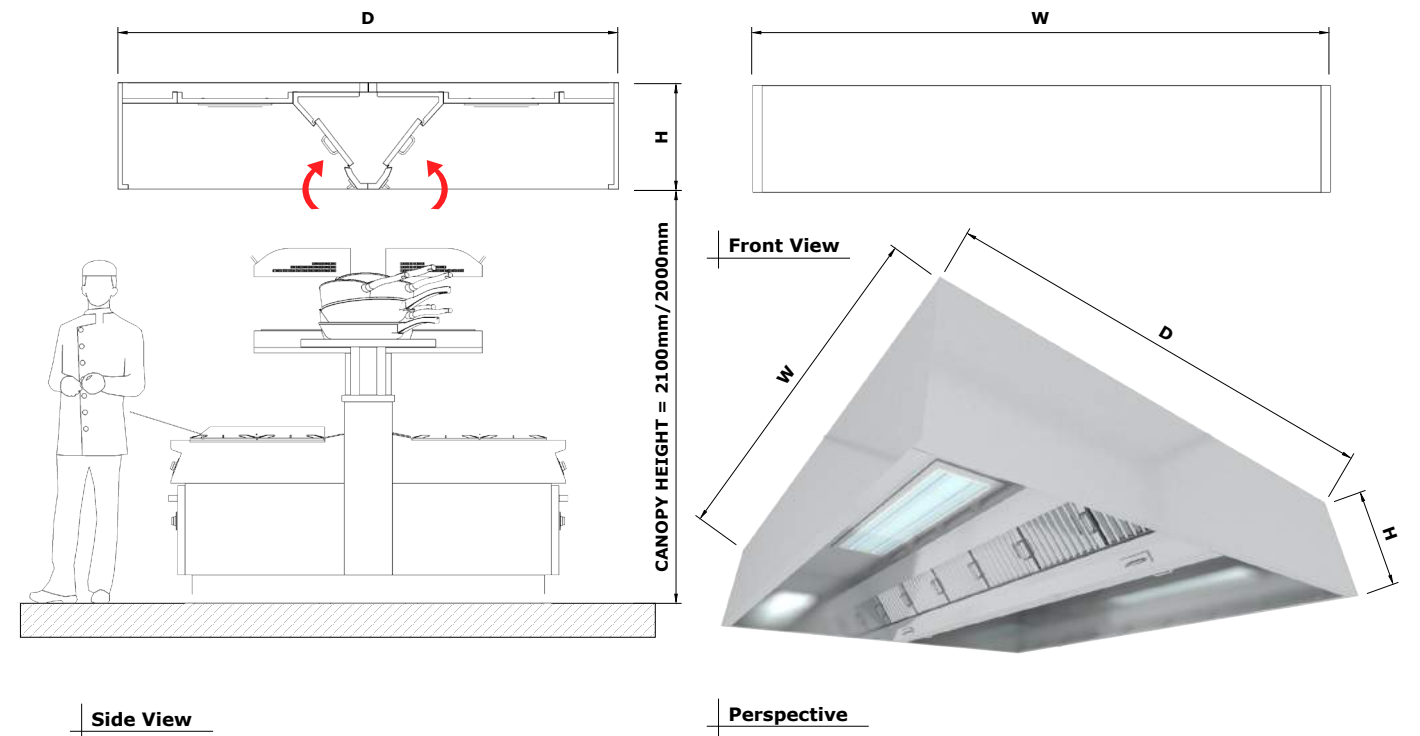 D
W
H
CANOPY HEIGHT = 2100mm/2000mm
Front View
W
D
H
Side View
Perspective